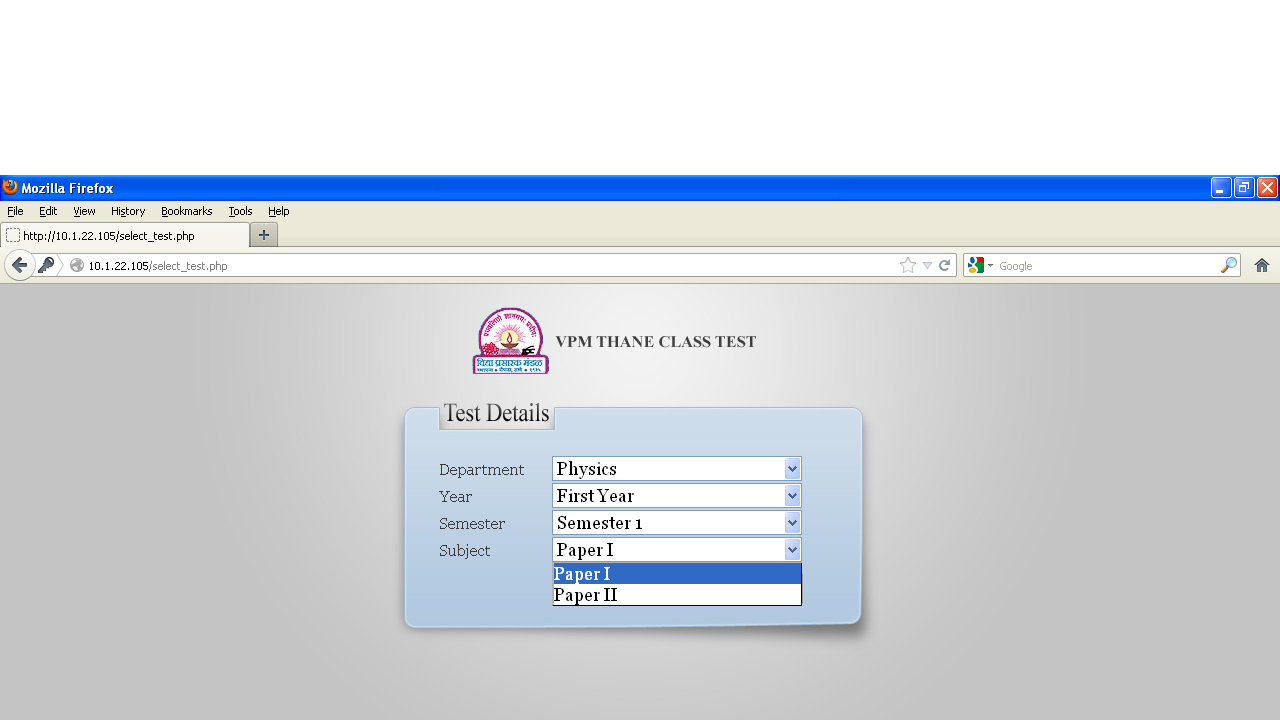 Mozilla Firefox
File Edit View History Bookmarks Tools Help
http://10.1.22.105/select_test.php
10.1.22.105/select_test.php Google
विद्या प्रसारक मंडळ
VPM THANE CLASS TEST
Test Details
Department Physics
Year First Year
Semester Semester 1
Subject Paper I
Paper I
Paper II